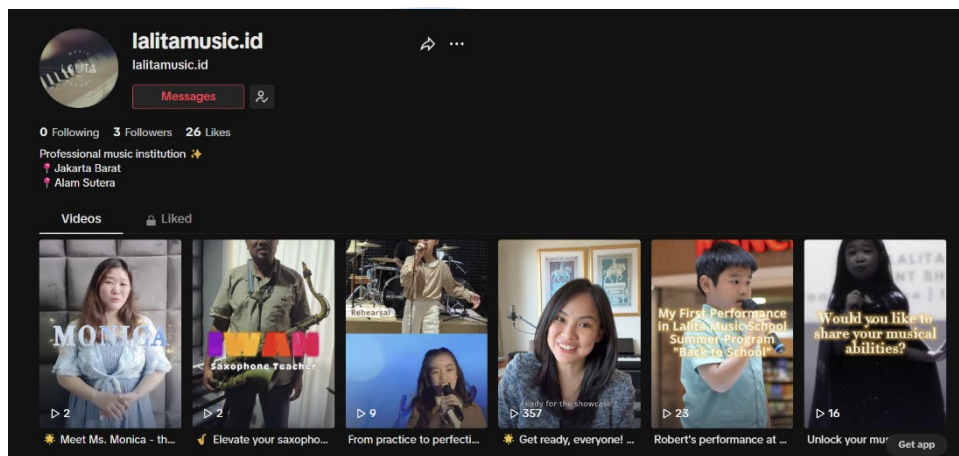 lalitamusic.id
lalitamusic.id
MUSIC
LALITA
Messages
0 Following 3 Followers 26 Likes
Professional music institution ✨
📍 Jakarta Barat
📍 Alam Sutera
Videos
Liked
MONICA
2
🌟 Meet Ms. Monica - th...
IWAN
Saxophone Teacher
2
🎷 Elevate your saxopho...
Rehearsal
9
From practice to perfecti...
ready for the showcase
357
🌟 Get ready, everyone! ...
My First Performance
in Lalita Music School
Summer Program
"Back to School"
23
Robert's performance at ...
LALITA
Would you like to
share your musical
abilities?
16
Unlock your mu
Get app